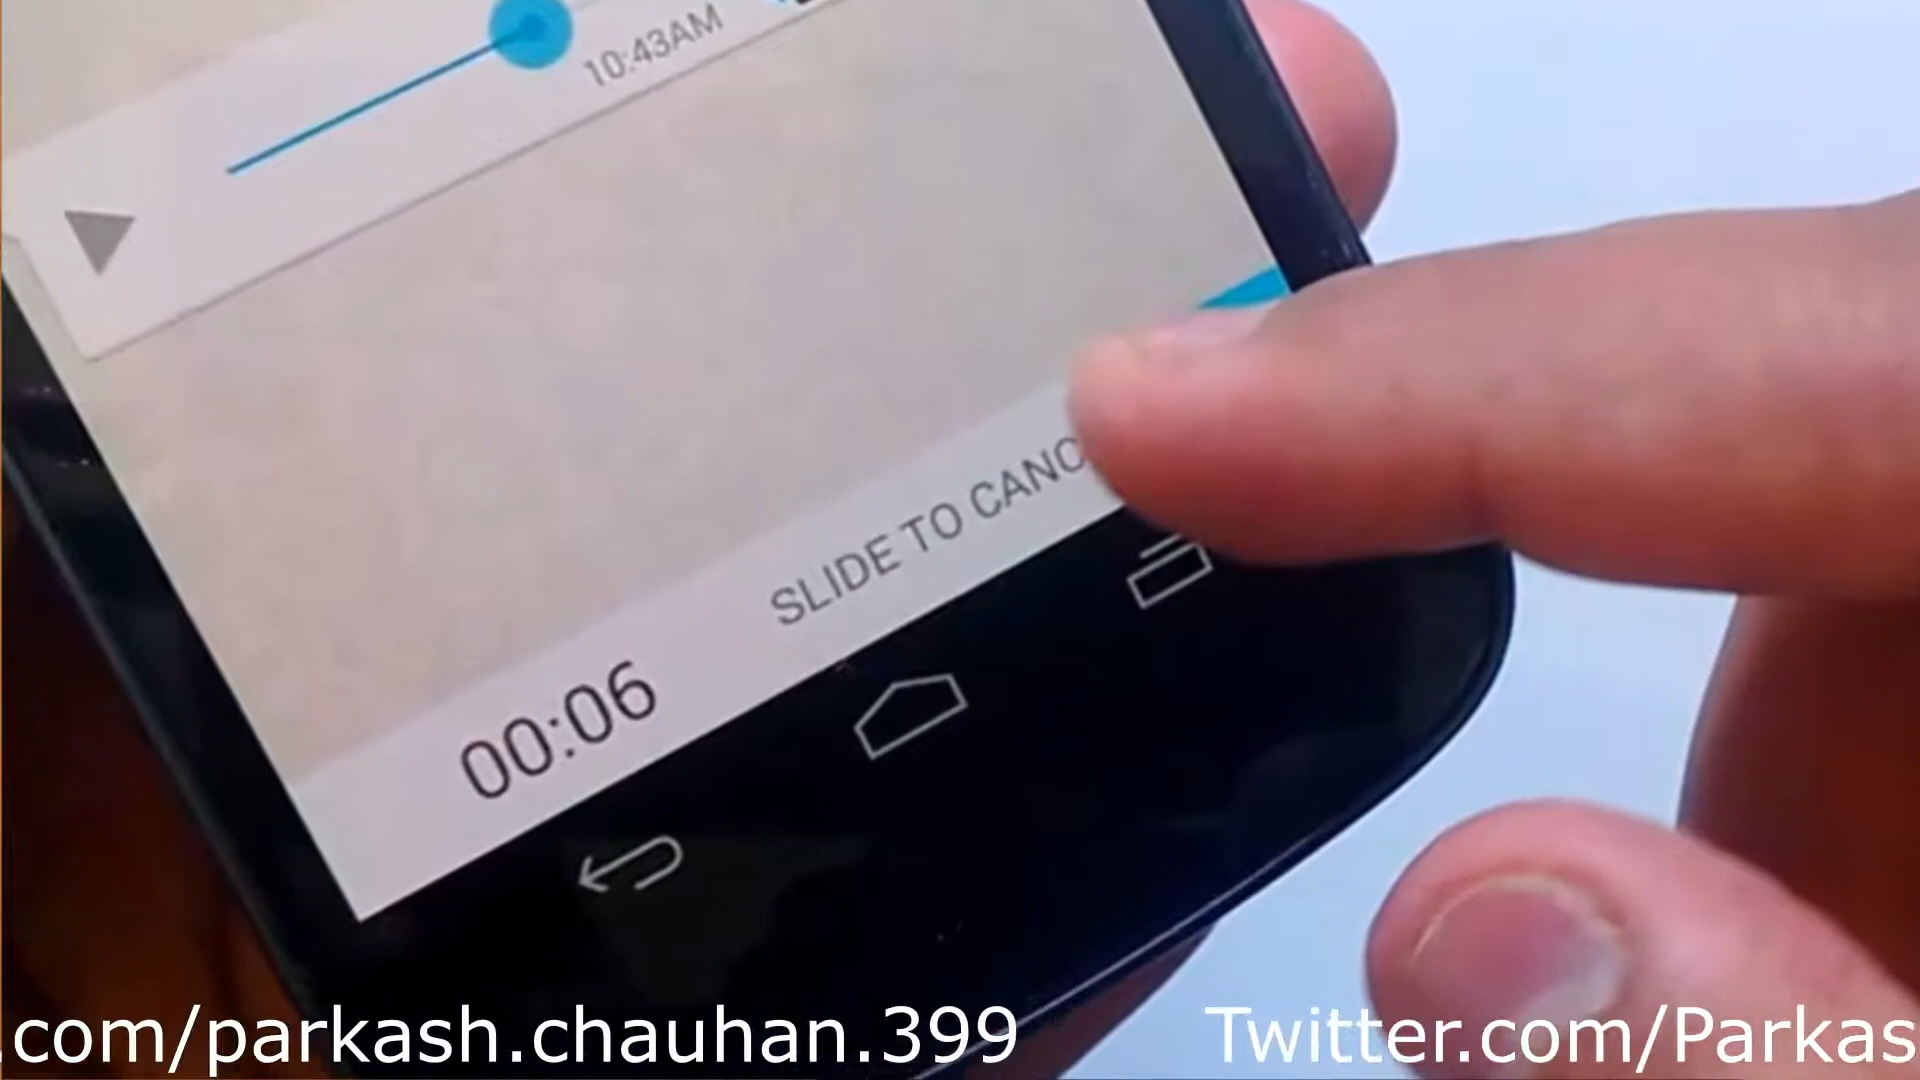 10:43AM
SLIDE TO CANC
00:06
.com/parkash.chauhan.399
Twitter.com/Parkas